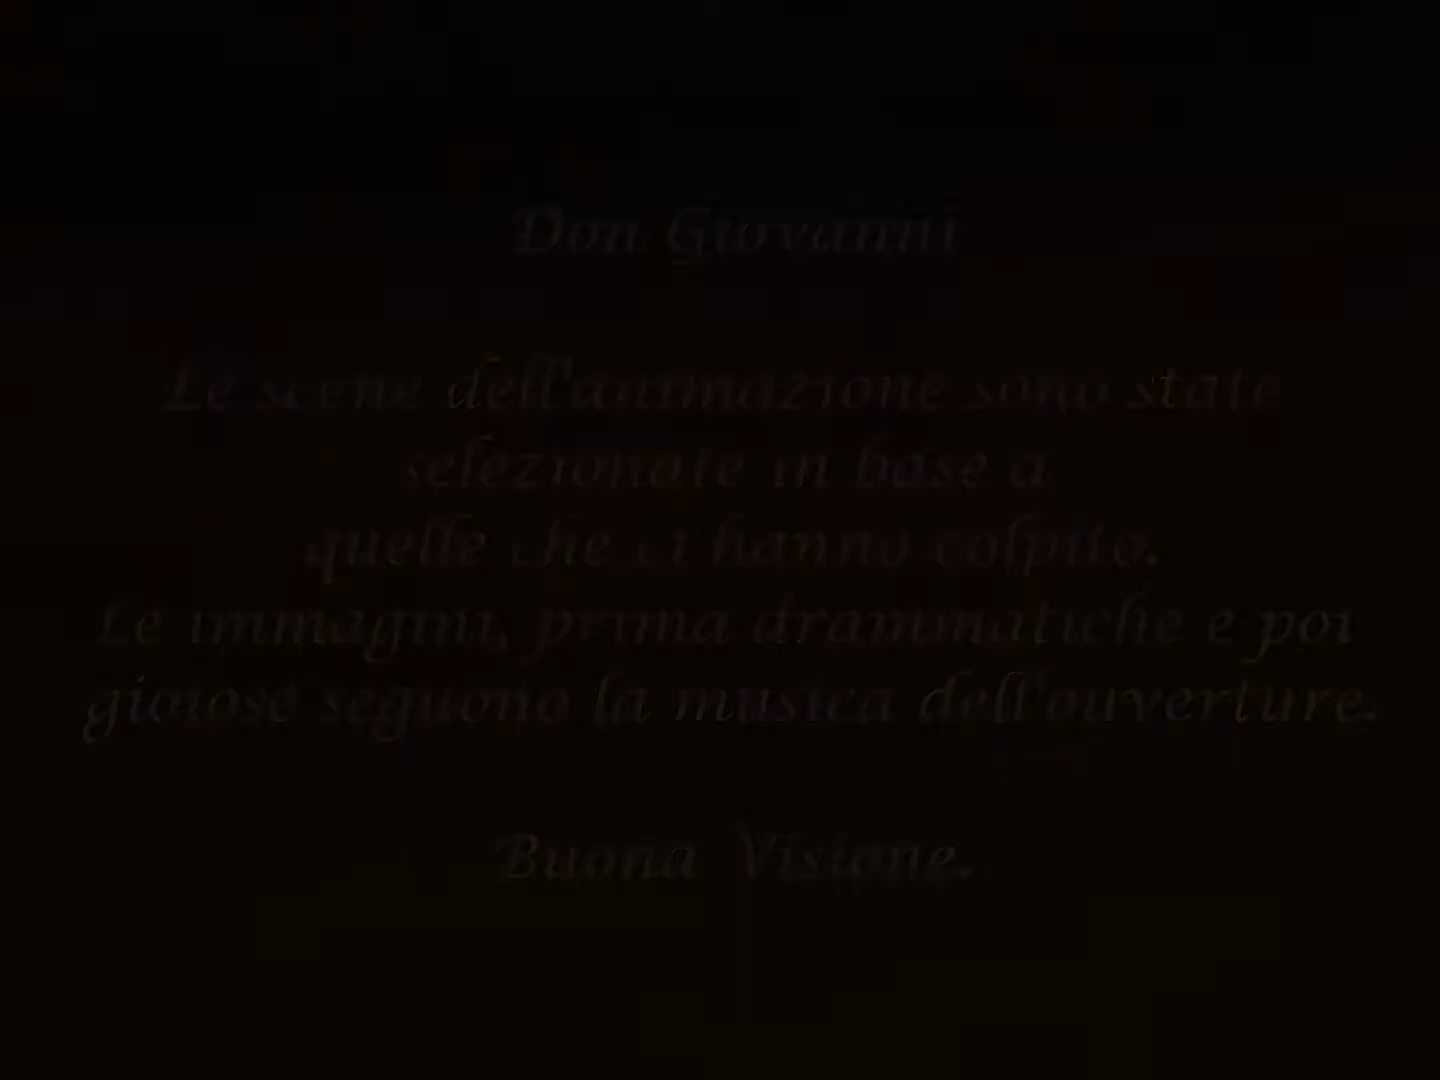 Don Giovanni
Le scene dell'animazione sono state
selezionate in base a
quelle che ci hanno colpito.
Le immagini, prima drammatiche e poi
gioiose seguono la musica dell'ouverture.
Buona Visione.